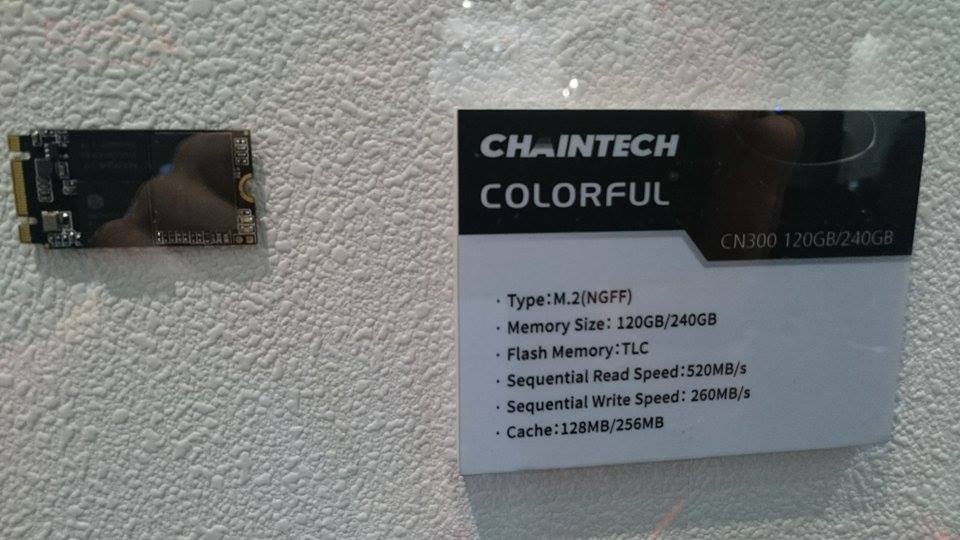 CHAINTECH
COLORFUL
CN300 120GB/240GB
· Type:M.2(NGFF)
· Memory Size: 120GB/240GB
· Flash Memory:TLC
· Sequential Read Speed:520MB/s
· Sequential Write Speed: 260MB/s
· Cache:128MB/256MB